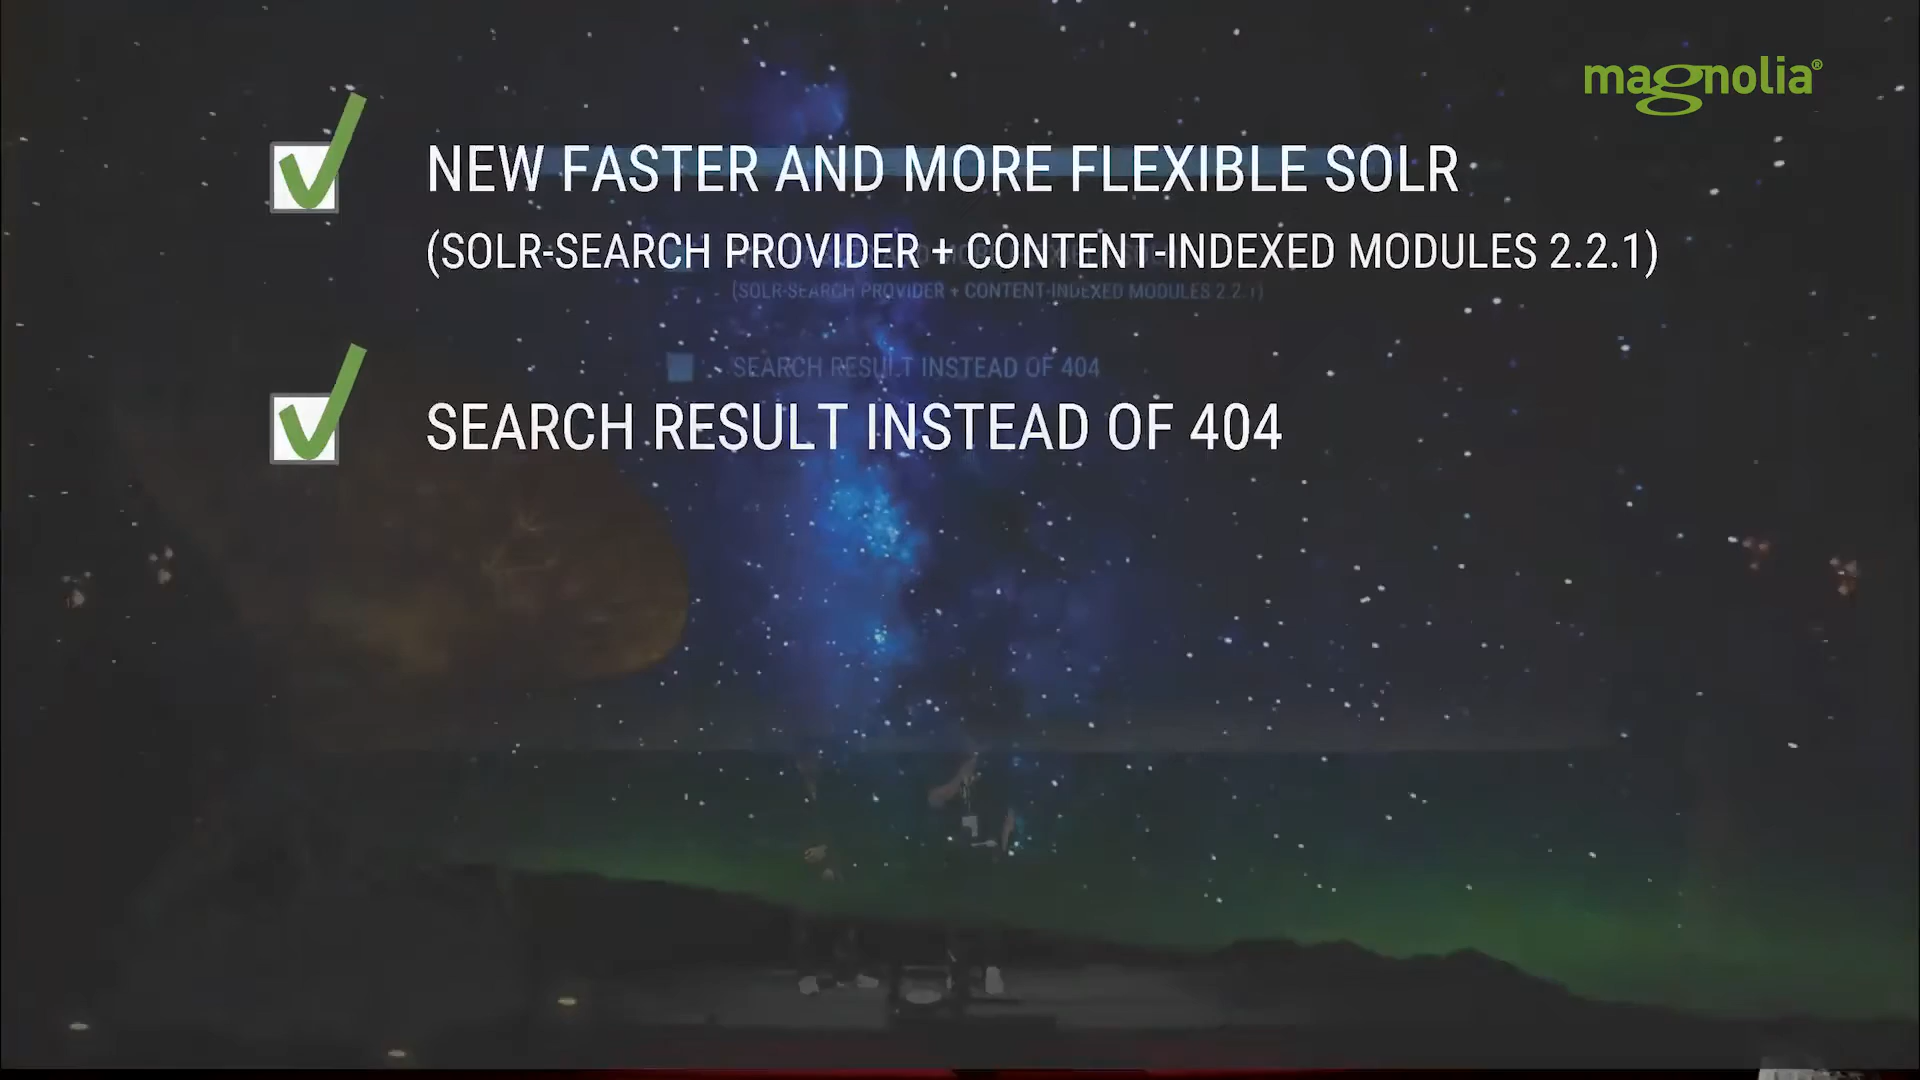 magnolia®
NEW FASTER AND MORE FLEXIBLE SOLR
(SOLR-SEARCH PROVIDER + CONTENT-INDEXED MODULES 2.2.1)
(SOLR-SEARCH PROVIDER + CONTENT-INDEXED MODULES 2.2.1)
SEARCH RESULT INSTEAD OF 404
SEARCH RESULT INSTEAD OF 404